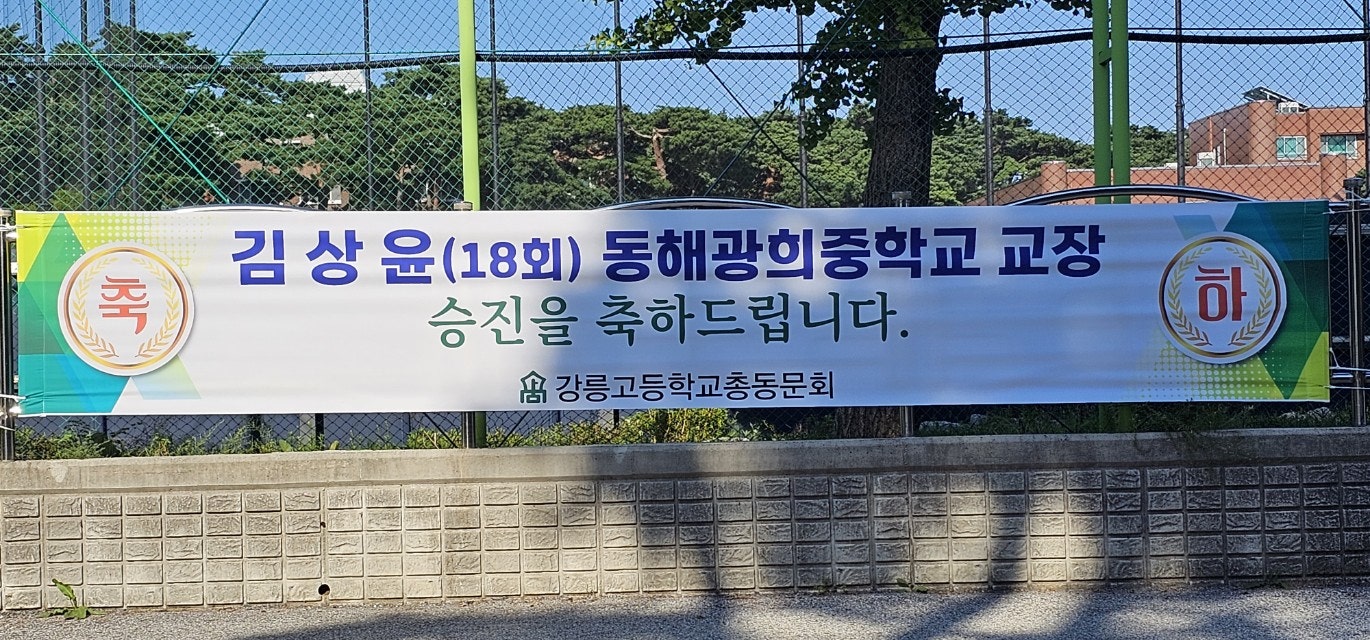 축
김상윤(18회) 동해광희중학교 교장
승진을 축하드립니다.
강릉고등학교총동문회
하